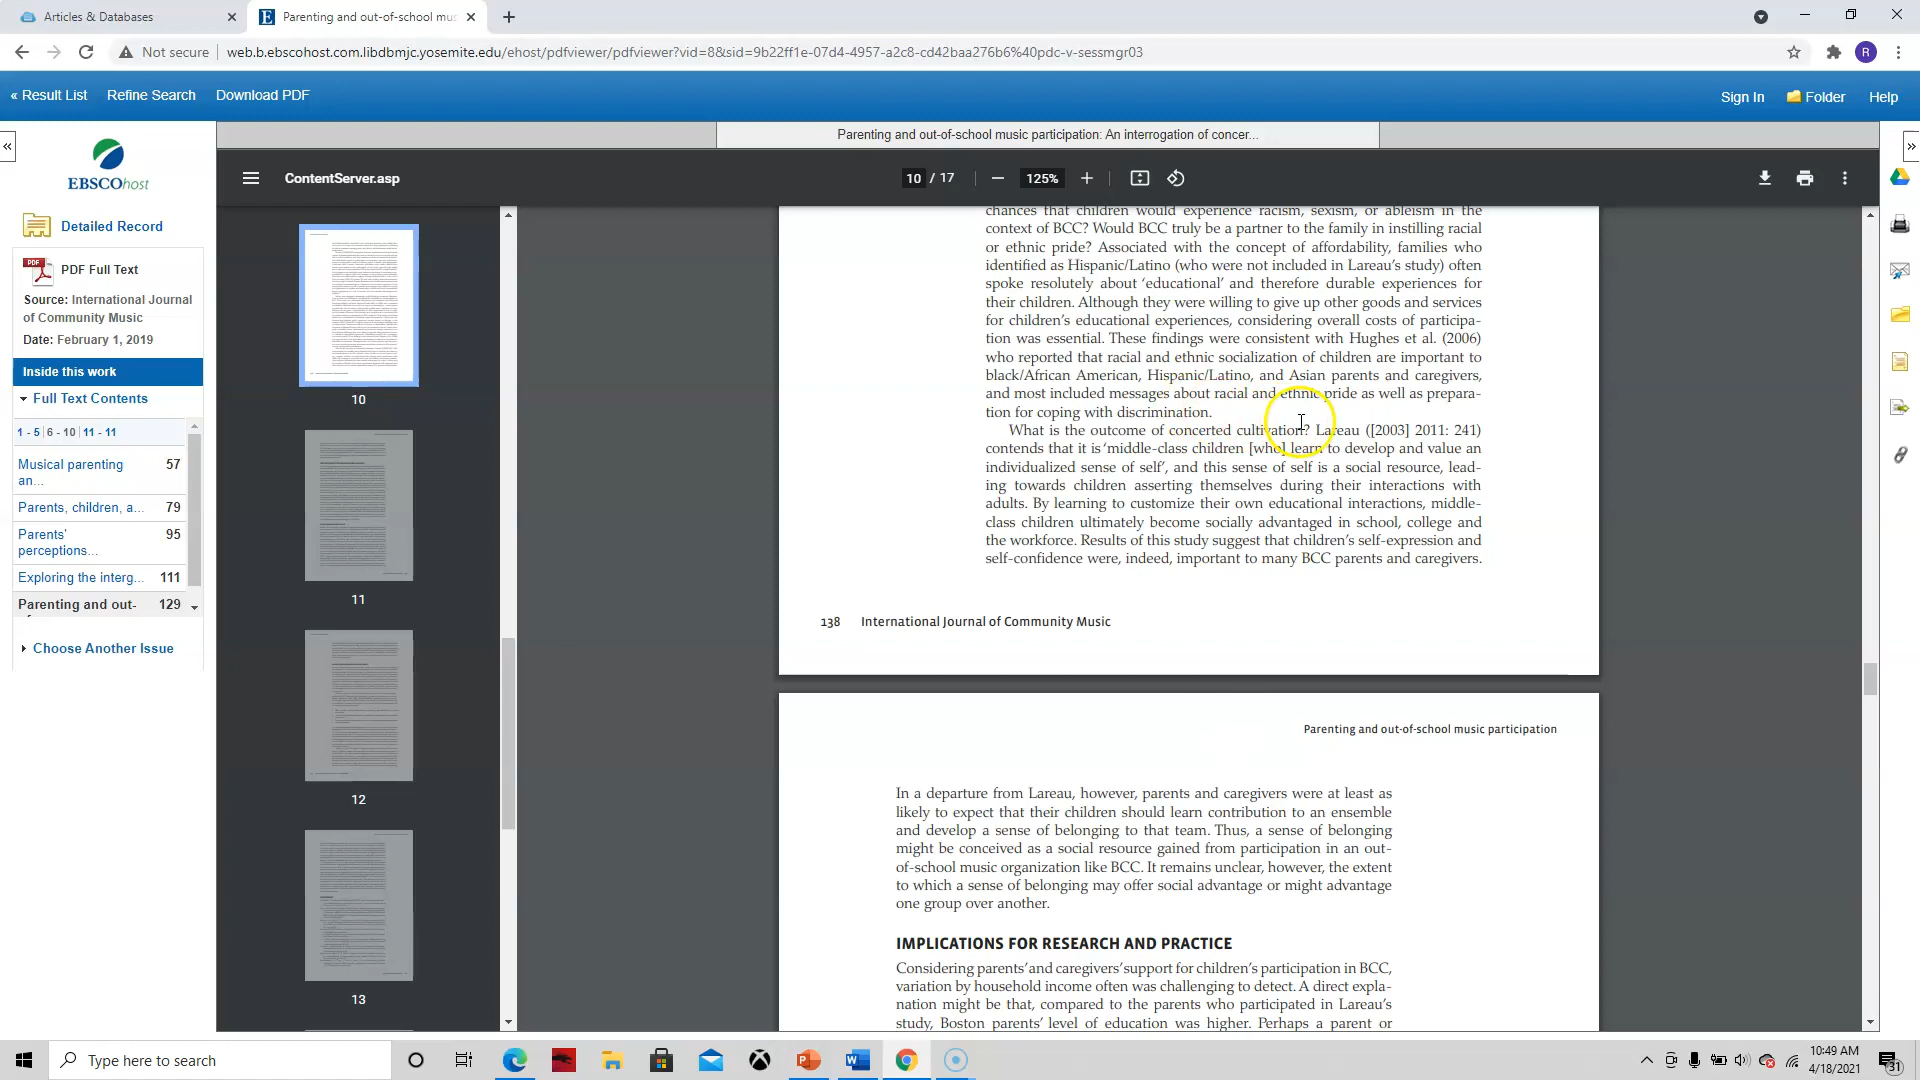 Articles & Databases
Parenting and out-of-school mus
Not secure
web.b.ebscohost.com.libdbmjc.yosemite.edu/ehost/pdfviewer/pdfviewer?vid=8&sid=9b22ff1e-07d4-4957-a2c8-cd42baa276b6%40pdc-v-sessmgr03
R
« Result List
Refine Search
Download PDF
Sign In
Folder
Help
Parenting and out-of-school music participation: An interrogation of concer...
EBSCOhost
Detailed Record
PDF
PDF Full Text
Source: International Journal
of Community Music
Date: February 1, 2019
Inside this work
Full Text Contents
1 - 5 | 6 - 10 | 11 - 11
Musical parenting 57
an...
Parents, children, a... 79
Parents' 95
perceptions...
Exploring the interg... 111
Parenting and out- 129
Choose Another Issue
ContentServer.asp
10 / 17
125%
10
11
12
13
chances that children would experience racism, sexism, or ableism in the
context of BCC? Would BCC truly be a partner to the family in instilling racial
or ethnic pride? Associated with the concept of affordability, families who
identified as Hispanic/Latino (who were not included in Lareau's study) often
spoke resolutely about 'educational' and therefore durable experiences for
their children. Although they were willing to give up other goods and services
for children's educational experiences, considering overall costs of participa-
tion was essential. These findings were consistent with Hughes et al. (2006)
who reported that racial and ethnic socialization of children are important to
black/African American, Hispanic/Latino, and Asian parents and caregivers,
and most included messages about racial and ethnic pride as well as prepara-
tion for coping with discrimination.
What is the outcome of concerted cultivation? Lareau ([2003] 2011: 241)
contends that it is 'middle-class children [who] learn to develop and value an
individualized sense of self', and this sense of self is a social resource, lead-
ing towards children asserting themselves during their interactions with
adults. By learning to customize their own educational interactions, middle-
class children ultimately become socially advantaged in school, college and
the workforce. Results of this study suggest that children's self-expression and
self-confidence were, indeed, important to many BCC parents and caregivers.
138 International Journal of Community Music
Parenting and out-of-school music participation
In a departure from Lareau, however, parents and caregivers were at least as
likely to expect that their children should learn contribution to an ensemble
and develop a sense of belonging to that team. Thus, a sense of belonging
might be conceived as a social resource gained from participation in an out-
of-school music organization like BCC. It remains unclear, however, the extent
to which a sense of belonging may offer social advantage or might advantage
one group over another.
IMPLICATIONS FOR RESEARCH AND PRACTICE
Considering parents' and caregivers' support for children's participation in BCC,
variation by household income often was challenging to detect. A direct expla-
nation might be that, compared to the parents who participated in Lareau's
study, Boston parents' level of education was higher. Perhaps a parent or
Type here to search
10:49 AM
4/18/2021
31